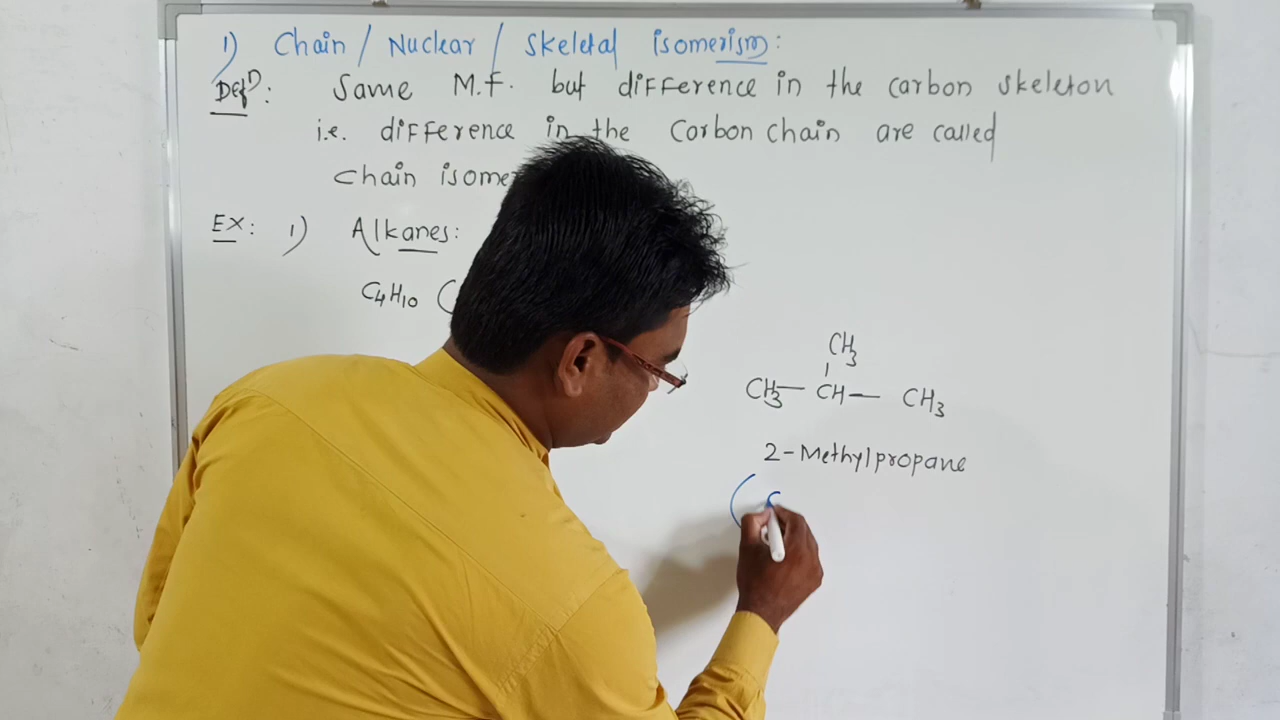 1) Chain / Nuclear / Skeletal isomerism:
Defn: Same M.F. but difference in the carbon skeleton
i.e. difference in the carbon chain are called
chain
Ex: 1) Alkanes:
C4H10 (
CH3
CH3 — CH — CH3
2-Methylpropane
(